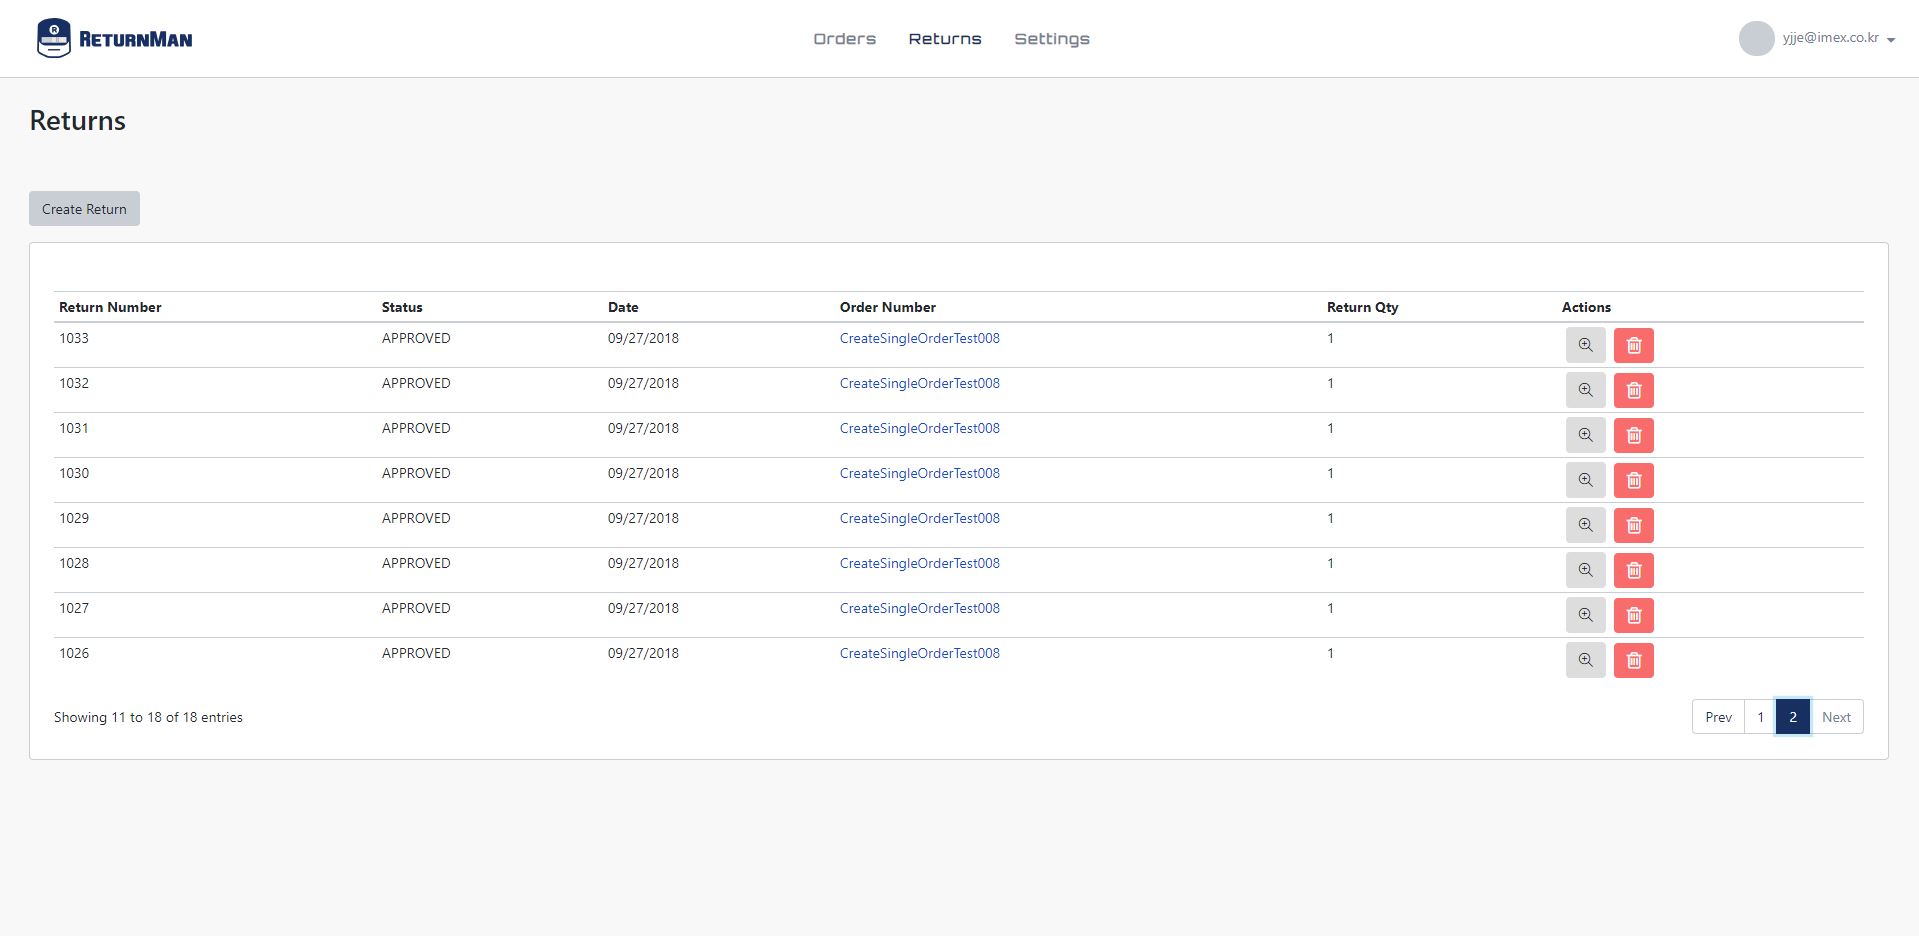 R RETURNMAN Orders Returns Settings yjje@imex.co.kr
Returns
Create Return
Return Number Status Date Order Number Return Qty Actions
1033 APPROVED 09/27/2018 CreateSingleOrderTest008 1
1032 APPROVED 09/27/2018 CreateSingleOrderTest008 1
1031 APPROVED 09/27/2018 CreateSingleOrderTest008 1
1030 APPROVED 09/27/2018 CreateSingleOrderTest008 1
1029 APPROVED 09/27/2018 CreateSingleOrderTest008 1
1028 APPROVED 09/27/2018 CreateSingleOrderTest008 1
1027 APPROVED 09/27/2018 CreateSingleOrderTest008 1
1026 APPROVED 09/27/2018 CreateSingleOrderTest008 1
Showing 11 to 18 of 18 entries Prev 1 2 Next